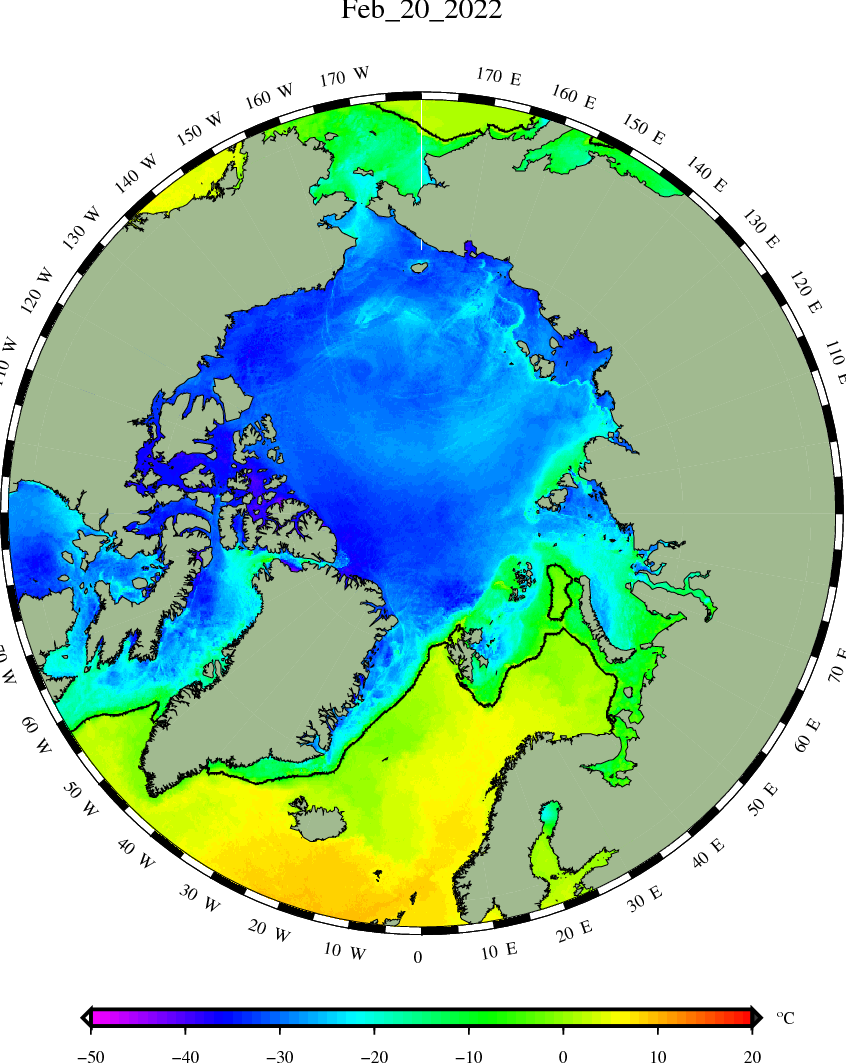 Feb_20_2022
170 W
170 E
160 W
160 E
150 W
150 E
140 W
140 E
130 W
130 E
120 W
120 E
110 E
70 E
60 W
60 E
50 W
50 E
40 W
40 E
30 W
30 E
20 W
20 E
10 W
10 E
0
ºC
−50
−40
−30
−20
−10
0
10
20